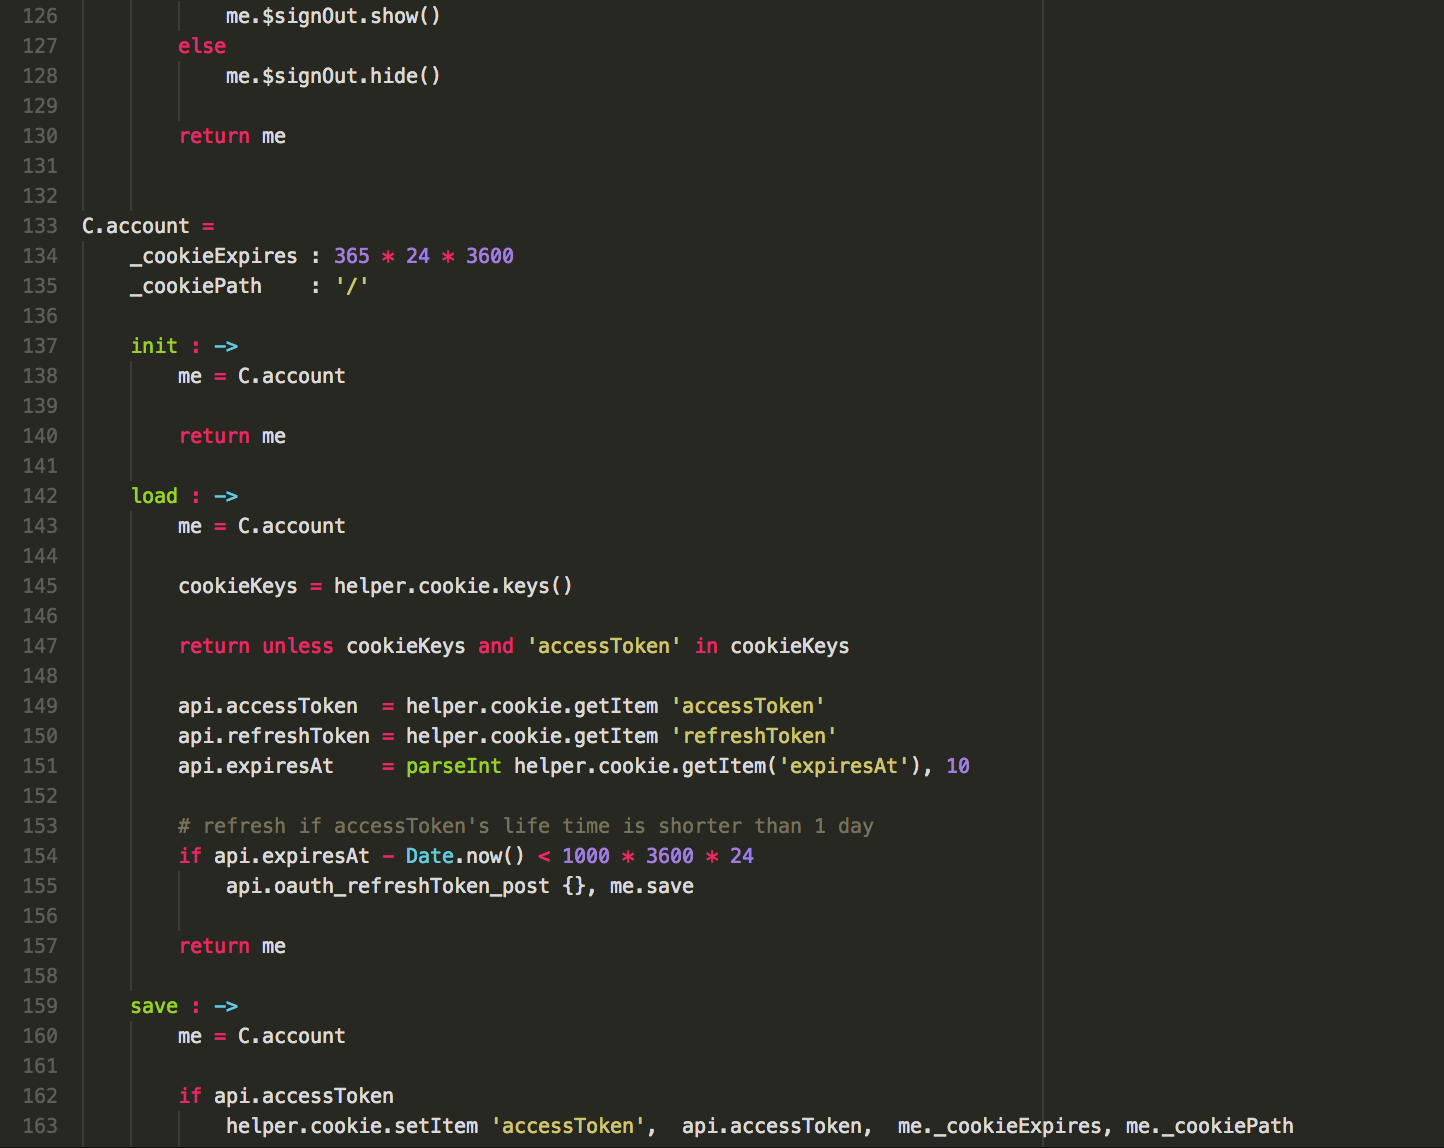 126 me.$signOut.show()
127 else
128 me.$signOut.hide()
129
130 return me
131
132
133 C.account =
134 _cookieExpires : 365 * 24 * 3600
135 _cookiePath    : '/'
136
137 init : ->
138 me = C.account
139
140 return me
141
142 load : ->
143 me = C.account
144
145 cookieKeys = helper.cookie.keys()
146
147 return unless cookieKeys and 'accessToken' in cookieKeys
148
149 api.accessToken  = helper.cookie.getItem 'accessToken'
150 api.refreshToken = helper.cookie.getItem 'refreshToken'
151 api.expiresAt    = parseInt helper.cookie.getItem('expiresAt'), 10
152
153 # refresh if accessToken's life time is shorter than 1 day
154 if api.expiresAt - Date.now() < 1000 * 3600 * 24
155 api.oauth_refreshToken_post {}, me.save
156
157 return me
158
159 save : ->
160 me = C.account
161
162 if api.accessToken
163 helper.cookie.setItem 'accessToken',  api.accessToken,  me._cookieExpires, me._cookiePath